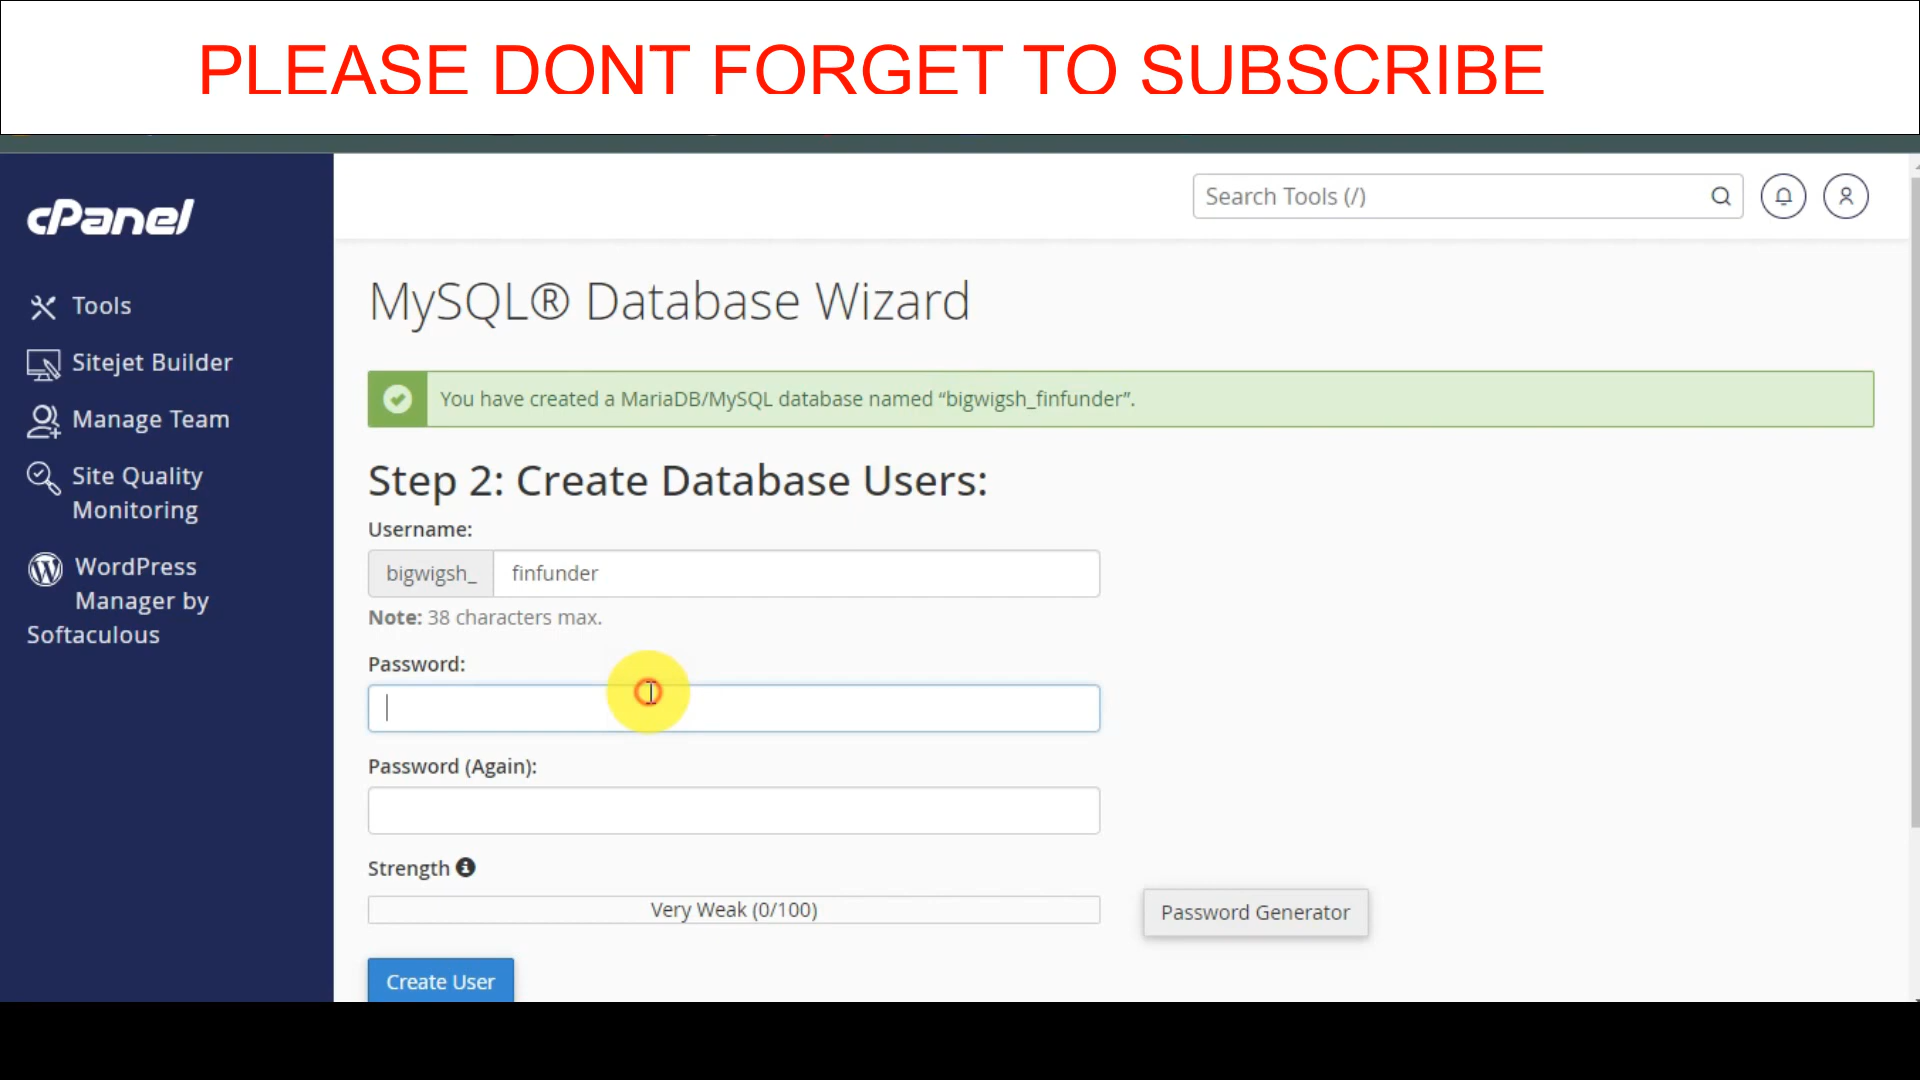 PLEASE DONT FORGET TO SUBSCRIBE
cPanel
Search Tools (/)
Tools
Sitejet Builder
Manage Team
Site Quality
Monitoring
WordPress
Manager by
Softaculous
MySQL® Database Wizard
You have created a MariaDB/MySQL database named “bigwigsh_finfunder”.
Step 2: Create Database Users:
Username:
bigwigsh_ finfunder
Note: 38 characters max.
Password:
Password (Again):
Strength
Very Weak (0/100)
Password Generator
Create User